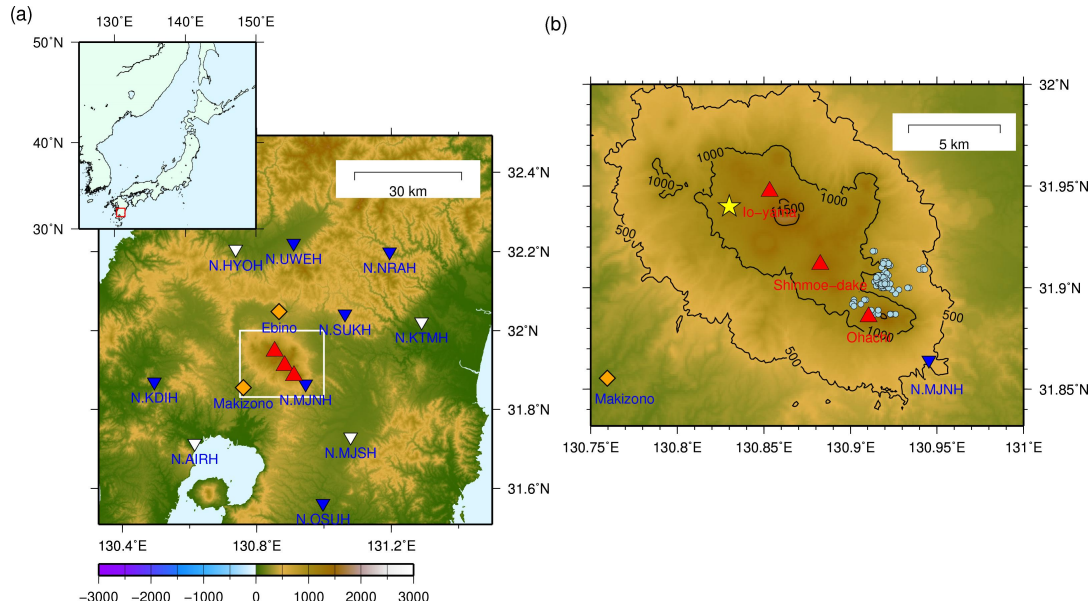 (a)
130°E
140°E
150°E
50°N
40°N
30°N
30 km
32.4°N
32.2°N
32°N
31.8°N
31.6°N
N.HYOH
N.UWEH
N.NRAH
Ebino
N.SUKH
N.KTMH
N.KDIH
Makizono
N.MJNH
N.AIRH
N.MJSH
N.OSUH
130.4°E
130.8°E
131.2°E
−3000
−2000
−1000
0
1000
2000
3000
(b)
5 km
32°N
31.95°N
31.9°N
31.85°N
1000
1000
1000
1500
Io−yama
500
Shinmoe−dake
500
1000
Ohachi
500
N.MJNH
Makizono
130.75°E
130.8°E
130.85°E
130.9°E
130.95°E
131°E